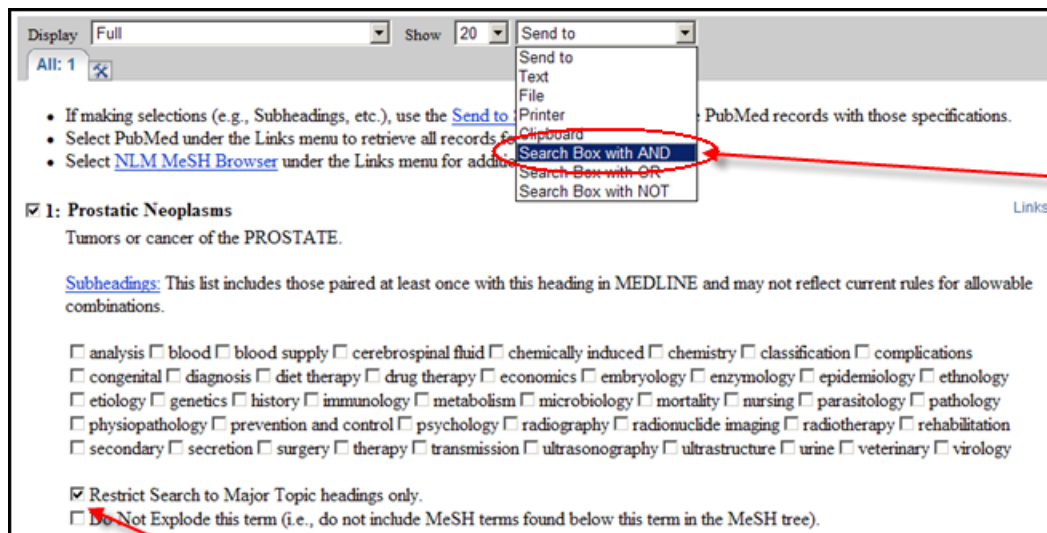 Display Full Show 20 Send to
All: 1
Send to
Text
File
Printer
Clipboard
Search Box with AND
Search Box with OR
Search Box with NOT
• If making selections (e.g., Subheadings, etc.), use the Send to PubMed records with those specifications.
• Select PubMed under the Links menu to retrieve all records
• Select NLM MeSH Browser under the Links menu for
1: Prostatic Neoplasms Links
Tumors or cancer of the PROSTATE.
Subheadings: This list includes those paired at least once with this heading in MEDLINE and may not reflect current rules for allowable
combinations.
analysis blood blood supply cerebrospinal fluid chemically induced chemistry classification complications
congenital diagnosis diet therapy drug therapy economics embryology enzymology epidemiology ethnology
etiology genetics history immunology metabolism microbiology mortality nursing parasitology pathology
physiopathology prevention and control psychology radiography radionuclide imaging radiotherapy rehabilitation
secondary secretion surgery therapy transmission ultrasonography ultrastructure urine veterinary virology
Restrict Search to Major Topic headings only.
Do Not Explode this term (i.e., do not include MeSH terms found below this term in the MeSH tree).